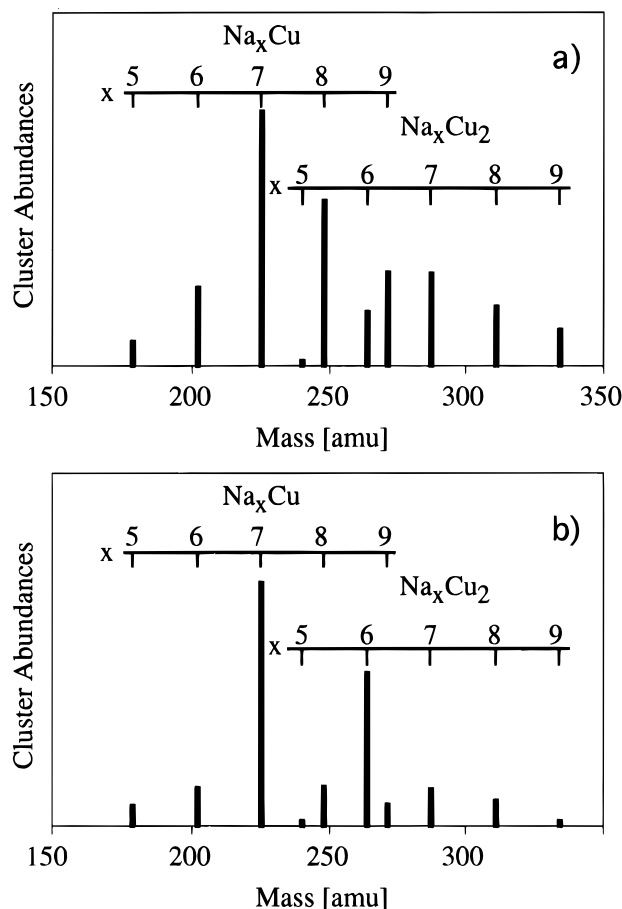 Na<sub>x</sub>Cu
a)
x 5 6 7 8 9
Na<sub>x</sub>Cu<sub>2</sub>
x 5 6 7 8 9
Cluster Abundances
150 200 250 300 350
Mass [amu]
Na<sub>x</sub>Cu
b)
x 5 6 7 8 9
Na<sub>x</sub>Cu<sub>2</sub>
x 5 6 7 8 9
Cluster Abundances
150 200 250 300
Mass [amu]